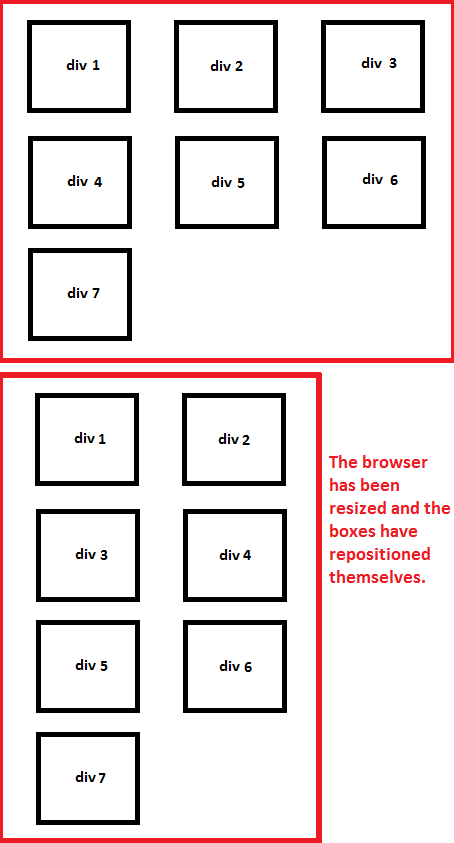 div 1
div 2
div 3
div 4
div 5
div 6
div 7
div 1
div 2
The browser
has been
resized and the
boxes have
repositioned
themselves.
div 3
div 4
div 5
div 6
div 7